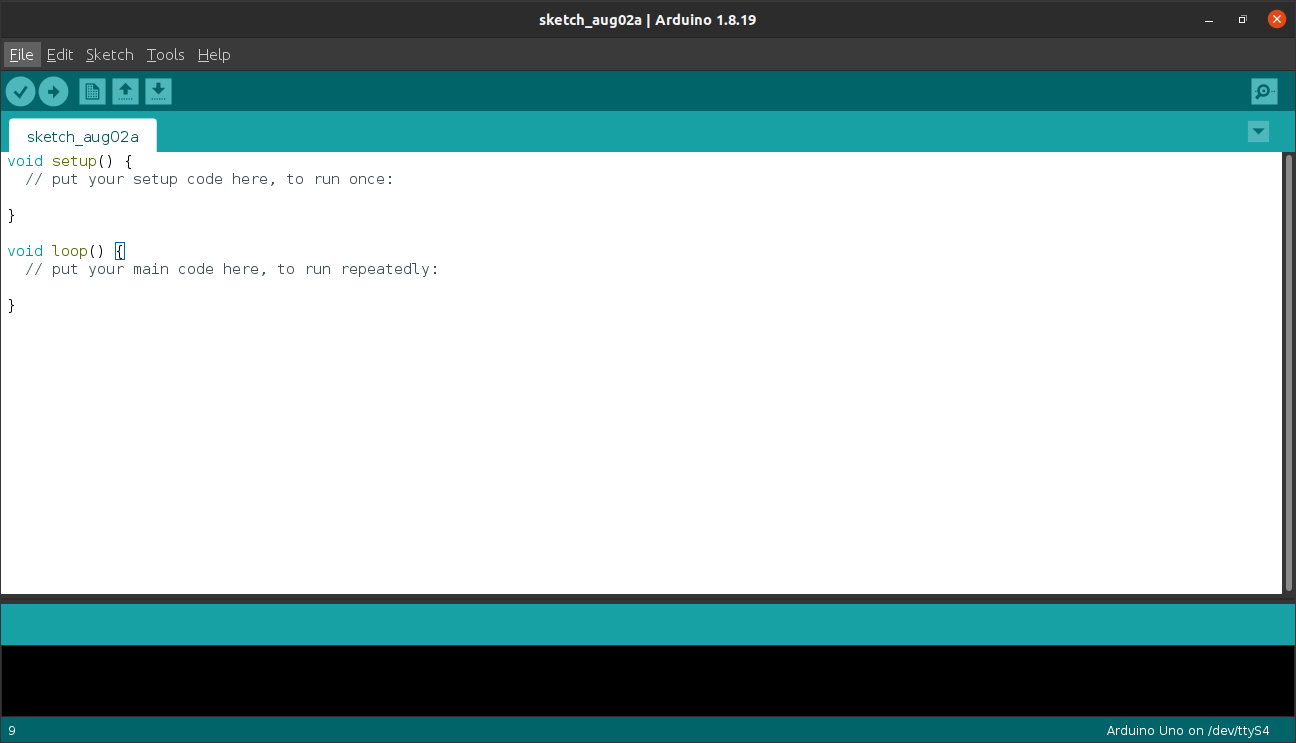 sketch_aug02a | Arduino 1.8.19
File Edit Sketch Tools Help
sketch_aug02a
void setup() {
  // put your setup code here, to run once:
}
void loop() {
  // put your main code here, to run repeatedly:
}
9
Arduino Uno on /dev/ttyS4